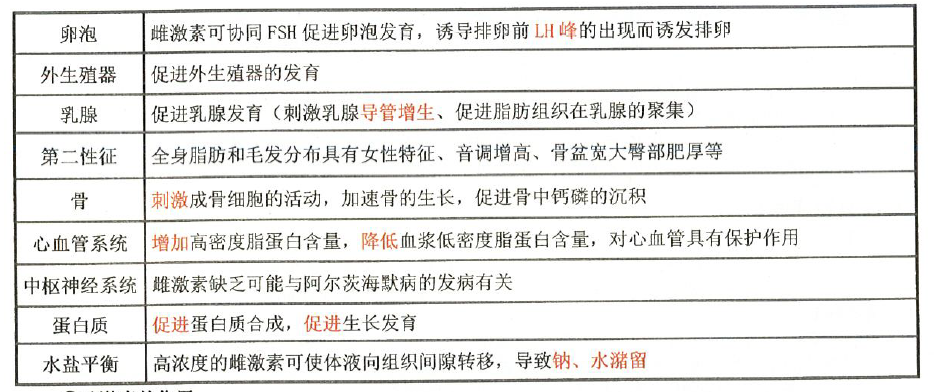 卵泡 雌激素可协同FSH促进卵泡发育，诱导排卵前LH峰的出现而诱发排卵
外生殖器 促进外生殖器的发育
乳腺 促进乳腺发育（刺激乳腺导管增生、促进脂肪组织在乳腺的聚集）
第二性征 全身脂肪和毛发分布具有女性特征、音调增高、骨盆宽大臀部肥厚等
骨 刺激成骨细胞的活动，加速骨的生长，促进骨中钙磷的沉积
心血管系统 增加高密度脂蛋白含量，降低血浆低密度脂蛋白含量，对心血管具有保护作用
中枢神经系统 雌激素缺乏可能与阿尔茨海默病的发病有关
蛋白质 促进蛋白质合成，促进生长发育
水盐平衡 高浓度的雌激素可使体液向组织间隙转移，导致钠、水潴留